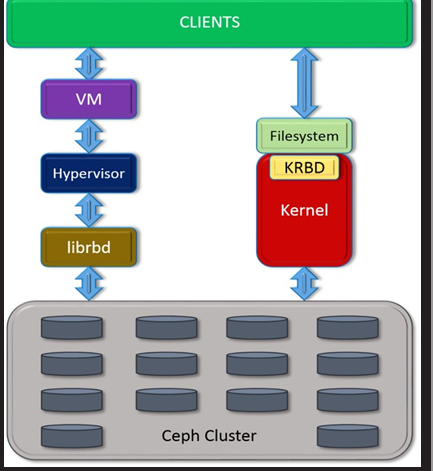 CLIENTS
VM
Hypervisor
librbd
Filesystem
KRBD
Kernel
Ceph Cluster